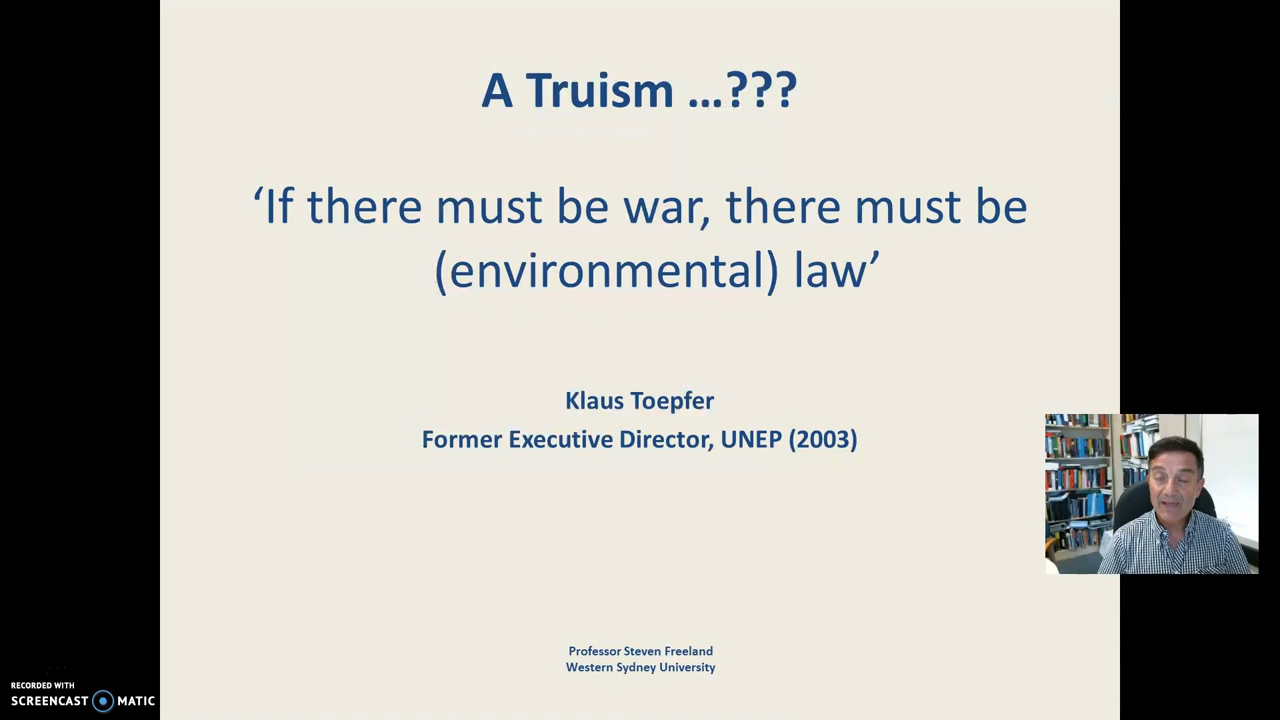 A Truism ...???
‘If there must be war, there must be
(environmental) law’
Klaus Toepfer
Former Executive Director, UNEP (2003)
Professor Steven Freeland
Western Sydney University
RECORDED WITH
SCREENCAST MATIC